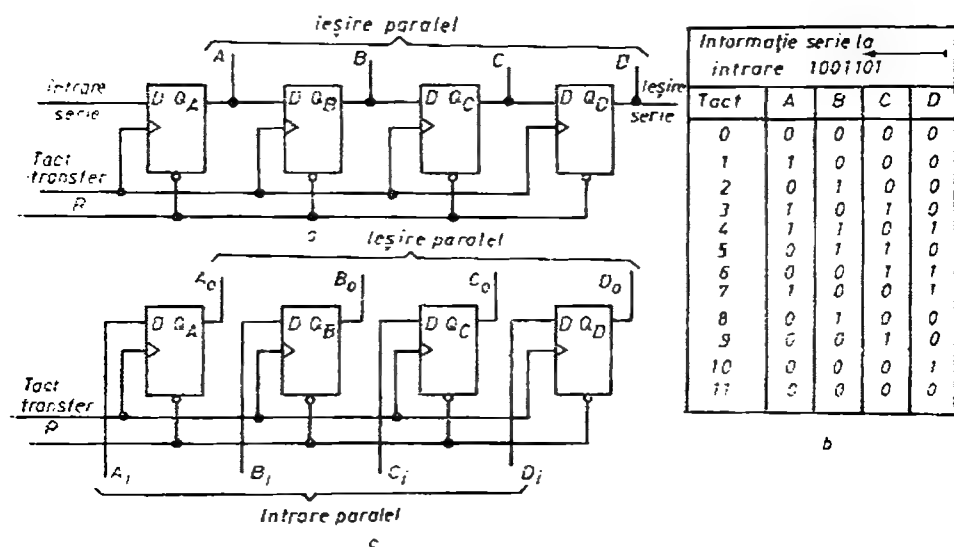 ieșire paralel
A B C D
Intrare serie
D Q_A D Q_B D Q_C D Q_D
Ieșire serie
Tact transfer
R
a
Ieșire paralel
A_o B_o C_o D_o
D Q_A D Q_B D Q_C D Q_D
Tact transfer
R
A_i B_i C_i D_i
Intrare paralel
c
Informație serie la
intrare 1001101
Tact A B C D
0 0 0 0 0
1 1 0 0 0
2 0 1 0 0
3 1 0 1 0
4 1 1 0 1
5 0 1 1 0
6 0 0 1 1
7 1 0 0 1
8 0 1 0 0
9 0 0 1 0
10 0 0 0 1
11 0 0 0 0
b